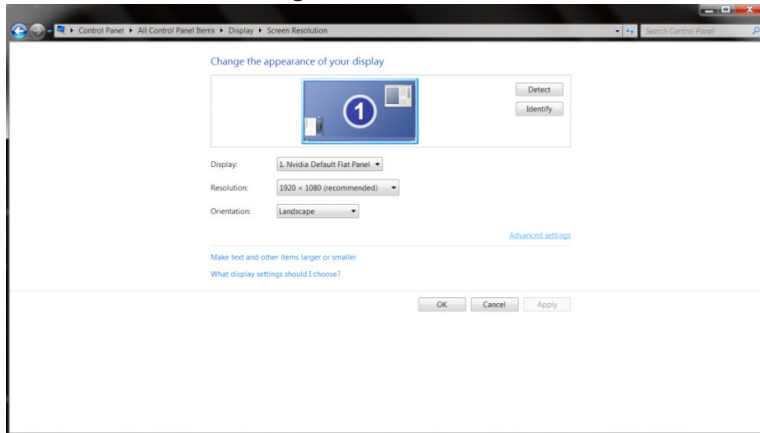 Control Panel ▸ All Control Panel Items ▸ Display ▸ Screen Resolution
Search Control Panel
Change the appearance of your display
1
Detect
Identify
Display: 1. Nvidia Default Flat Panel
Resolution: 1920 × 1080 (recommended)
Orientation: Landscape
Advanced settings
Make text and other items larger or smaller
What display settings should I choose?
OK Cancel Apply